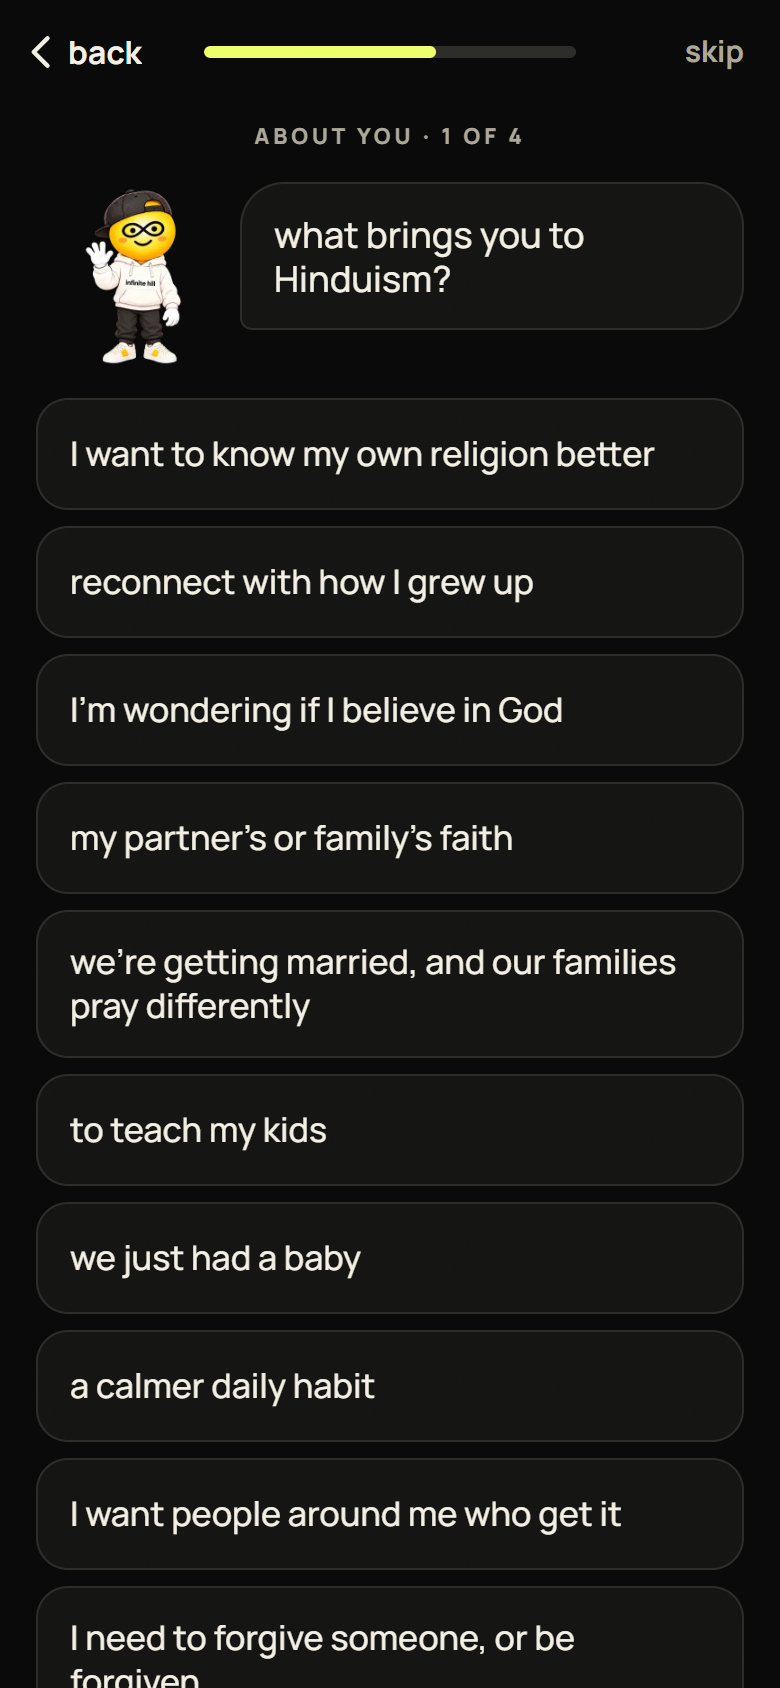 back
skip
ABOUT YOU · 1 OF 4
infinite hill
what brings you to
Hinduism?
I want to know my own religion better
reconnect with how I grew up
I’m wondering if I believe in God
my partner’s or family’s faith
we’re getting married, and our families
pray differently
to teach my kids
we just had a baby
a calmer daily habit
I want people around me who get it
I need to forgive someone, or be
forgiven